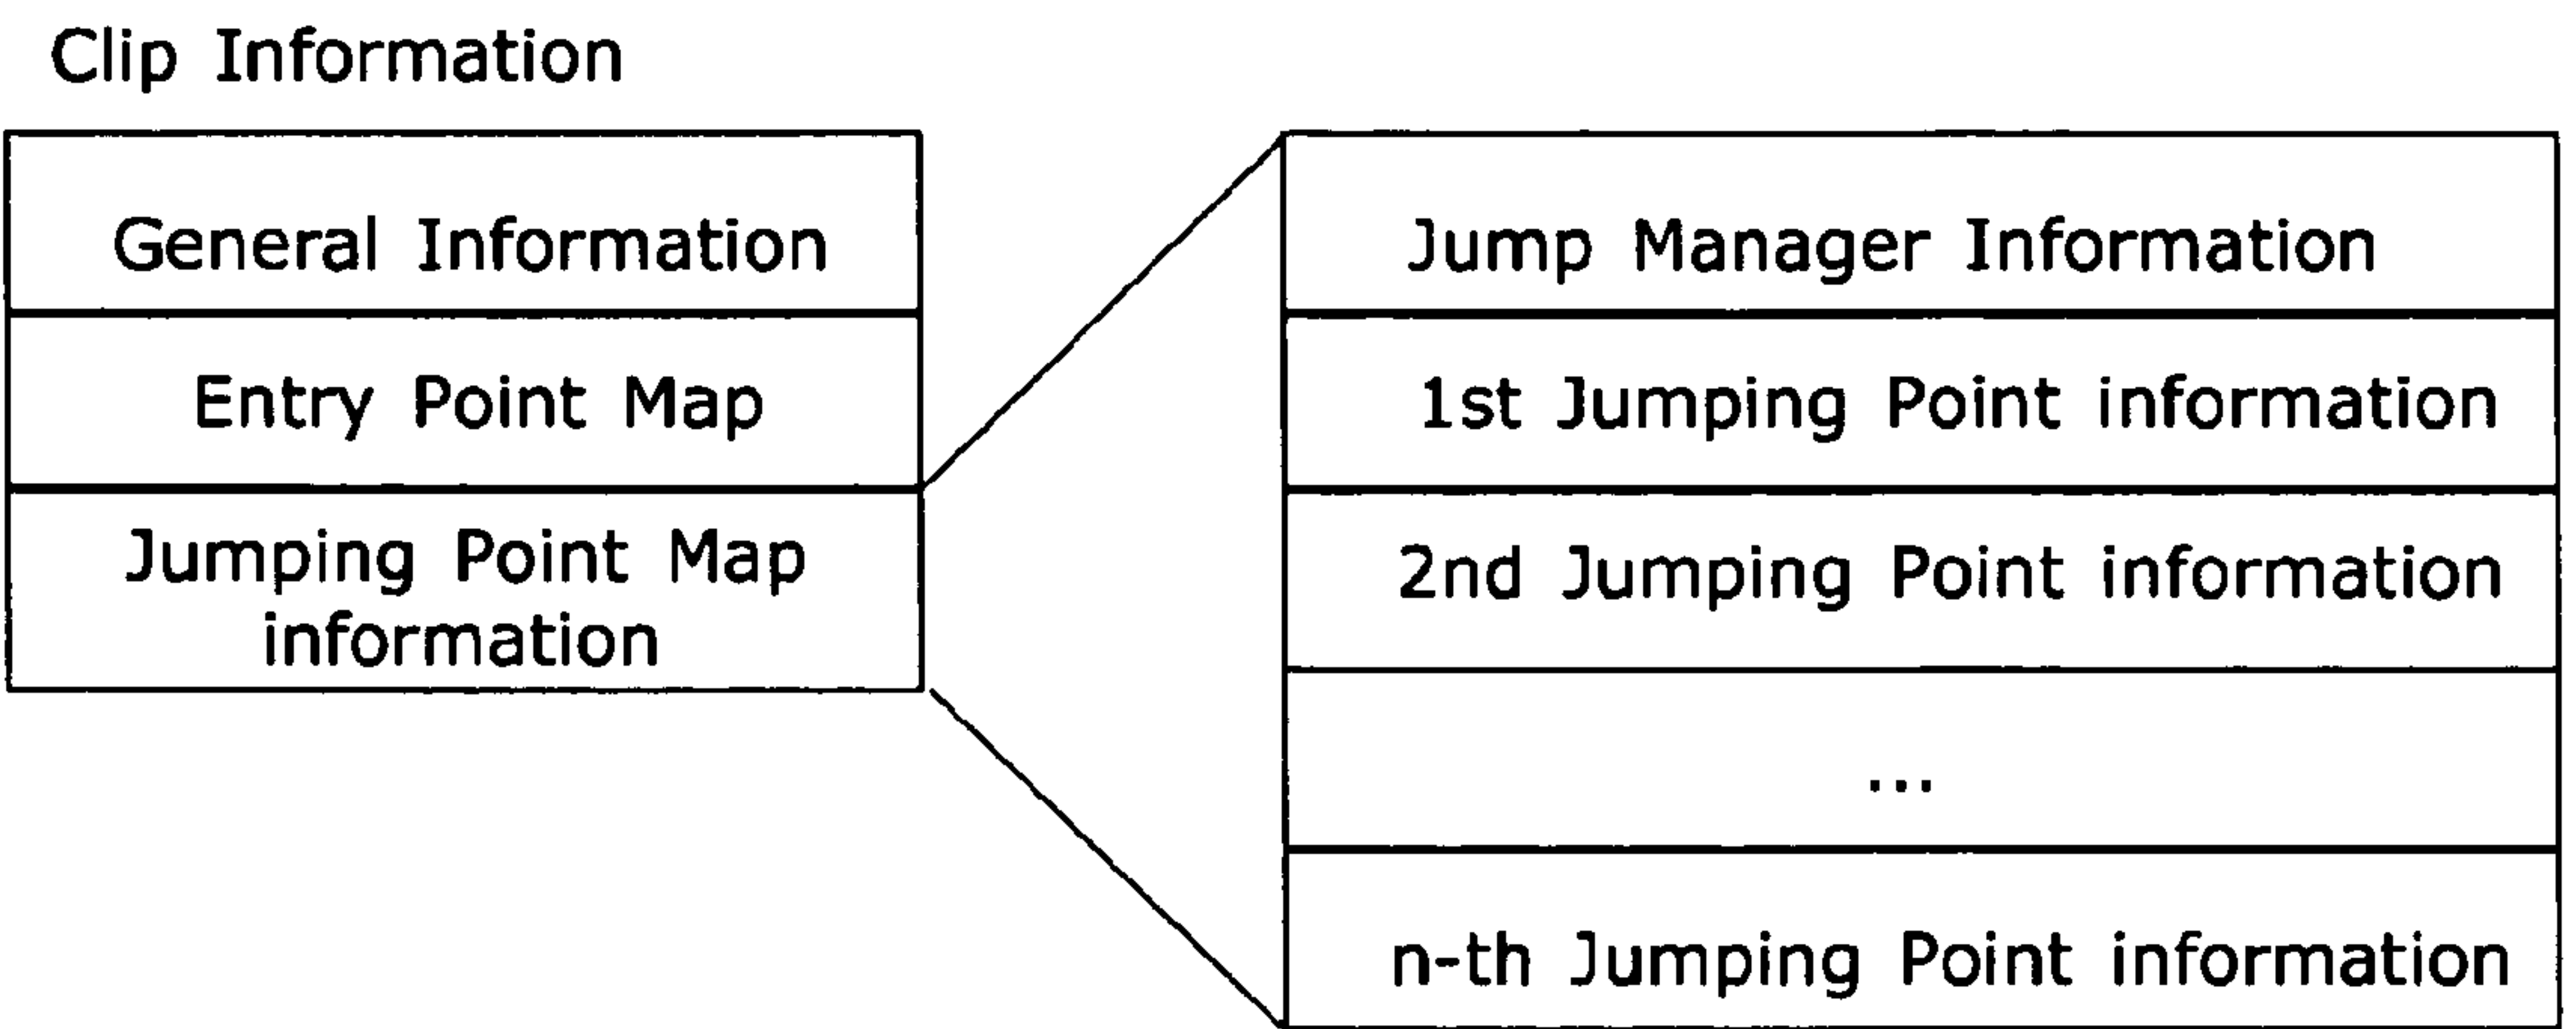 Clip Information
General Information
Entry Point Map
Jumping Point Map
information
Jump Manager Information
1st Jumping Point information
2nd Jumping Point information
...
n-th Jumping Point information